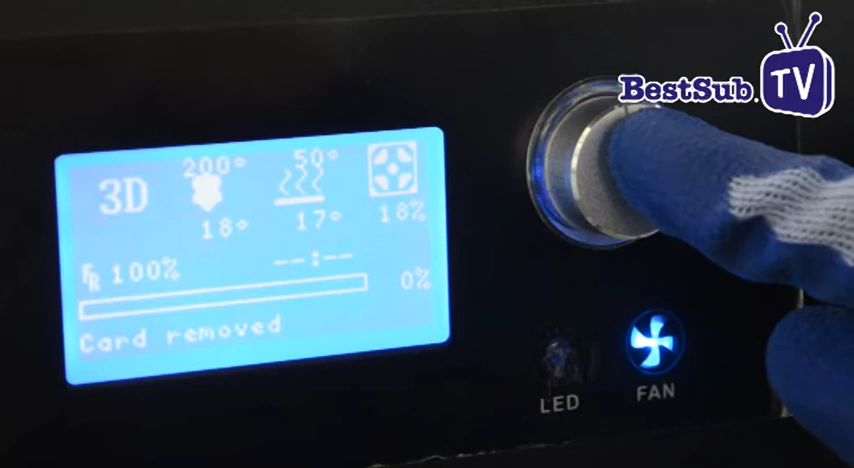 BestSub.TV
3D
200° 50°
18° 17° 18%
FR 100% --:--
0%
Card removed
LED
FAN